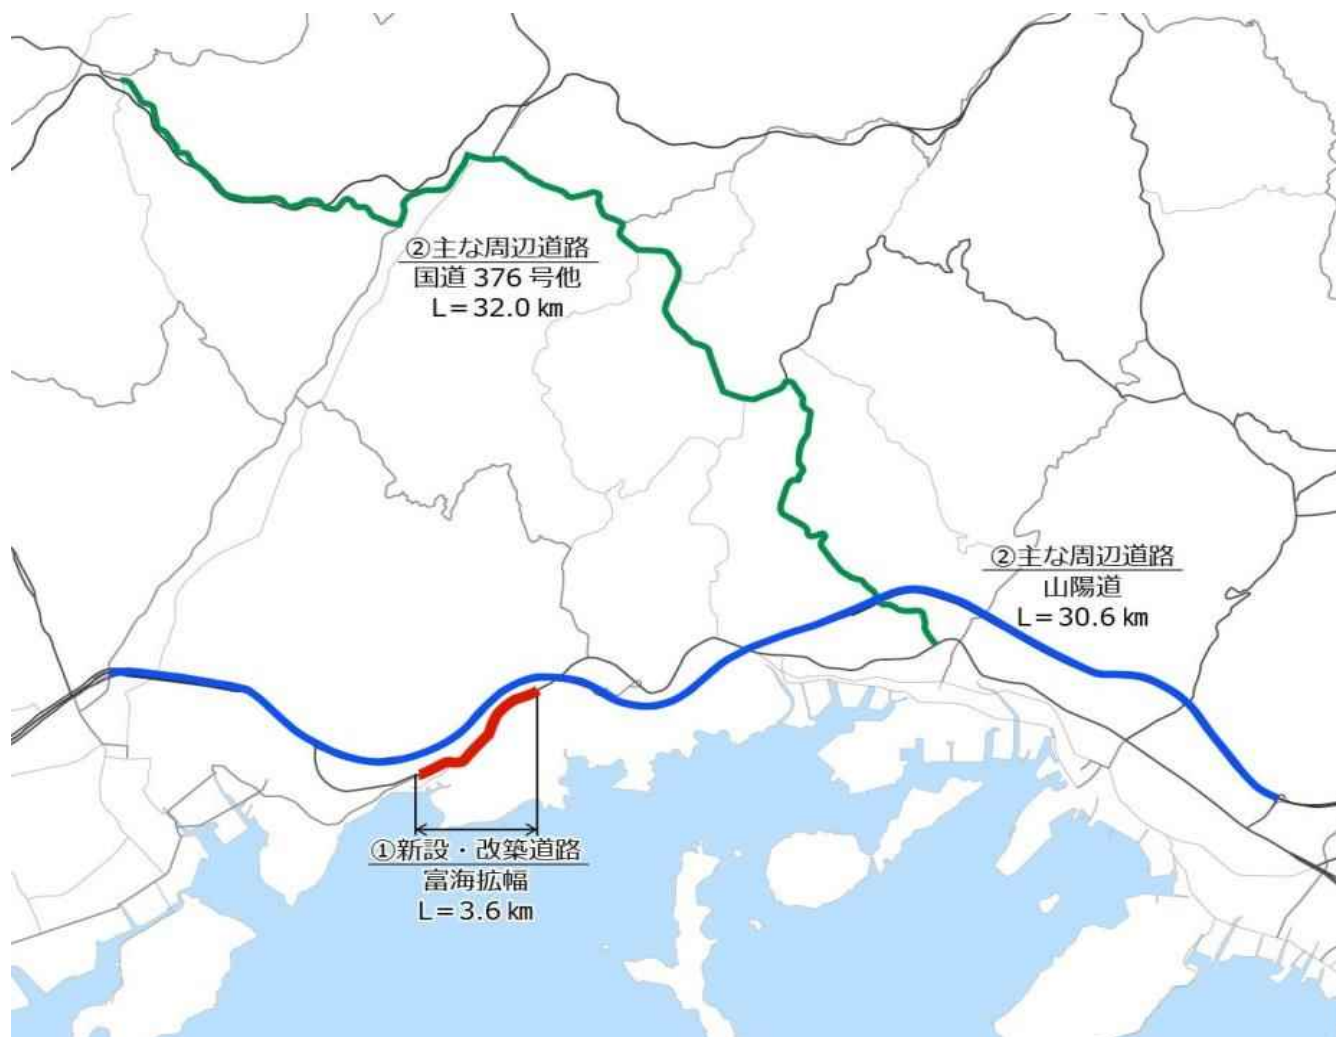 ②主な周辺道路
国道 376 号他
L=32.0 ㎞
②主な周辺道路
山陽道
L=30.6 ㎞
①新設・改築道路
富海拡幅
L=3.6 ㎞